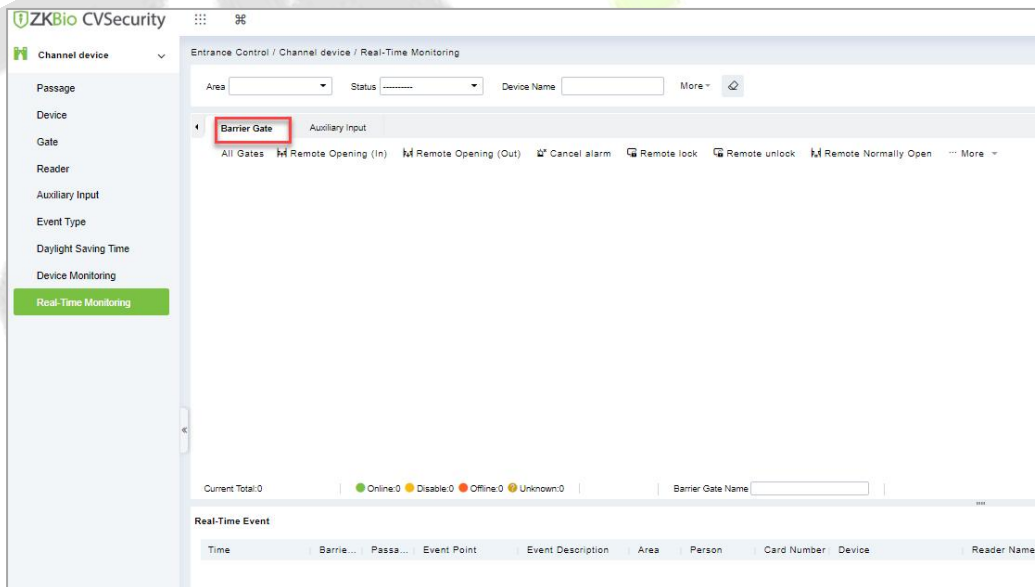 ZKBio CVSecurity
Channel device
Passage
Device
Gate
Reader
Auxiliary Input
Event Type
Daylight Saving Time
Device Monitoring
Real-Time Monitoring
Entrance Control / Channel device / Real-Time Monitoring
Area Status ---------- Device Name More
Barrier Gate Auxiliary Input
All Gates Remote Opening (In) Remote Opening (Out) Cancel alarm Remote lock Remote unlock Remote Normally Open ··· More
Current Total:0 Online:0 Disable:0 Offline:0 Unknown:0 Barrier Gate Name
Real-Time Event
Time Barrie... Passa... Event Point Event Description Area Person Card Number Device Reader Name